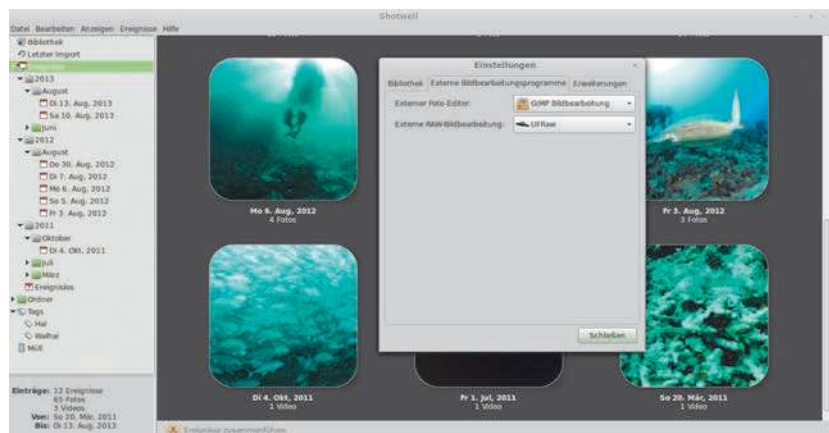 Shotwell
Datei Bearbeiten Anzeigen Ereignisse Hilfe
Bibliothek
Letzter Import
2013
August
Di 13. Aug, 2013
Sa 10. Aug, 2013
Juni
2012
August
Do 30. Aug, 2012
Di 7. Aug, 2012
Mo 6. Aug, 2012
So 5. Aug, 2012
Fr 3. Aug, 2012
2011
Oktober
Di 4. Okt, 2011
Juli
März
Ereignislos
Ordner
Tags
Hai
Walhai
Müll
Einträge: 12 Ereignisse
65 Fotos
3 Videos
Von: So 20. Mär, 2011
Bis: Di 13. Aug, 2013
Mo 6. Aug, 2012
4 Fotos
Fr 3. Aug, 2012
3 Fotos
Di 4. Okt, 2011
1 Video
Fr 1. Jul, 2011
1 Video
So 20. Mär, 2011
1 Video
Ereignisse zusammenführen
Einstellungen
Bibliothek Externe Bildbearbeitungsprogramme Erweiterungen
Externer Foto-Editor: GIMP Bildbearbeitung
Externe RAW-Bildbearbeitung: UFRaw
Schließen